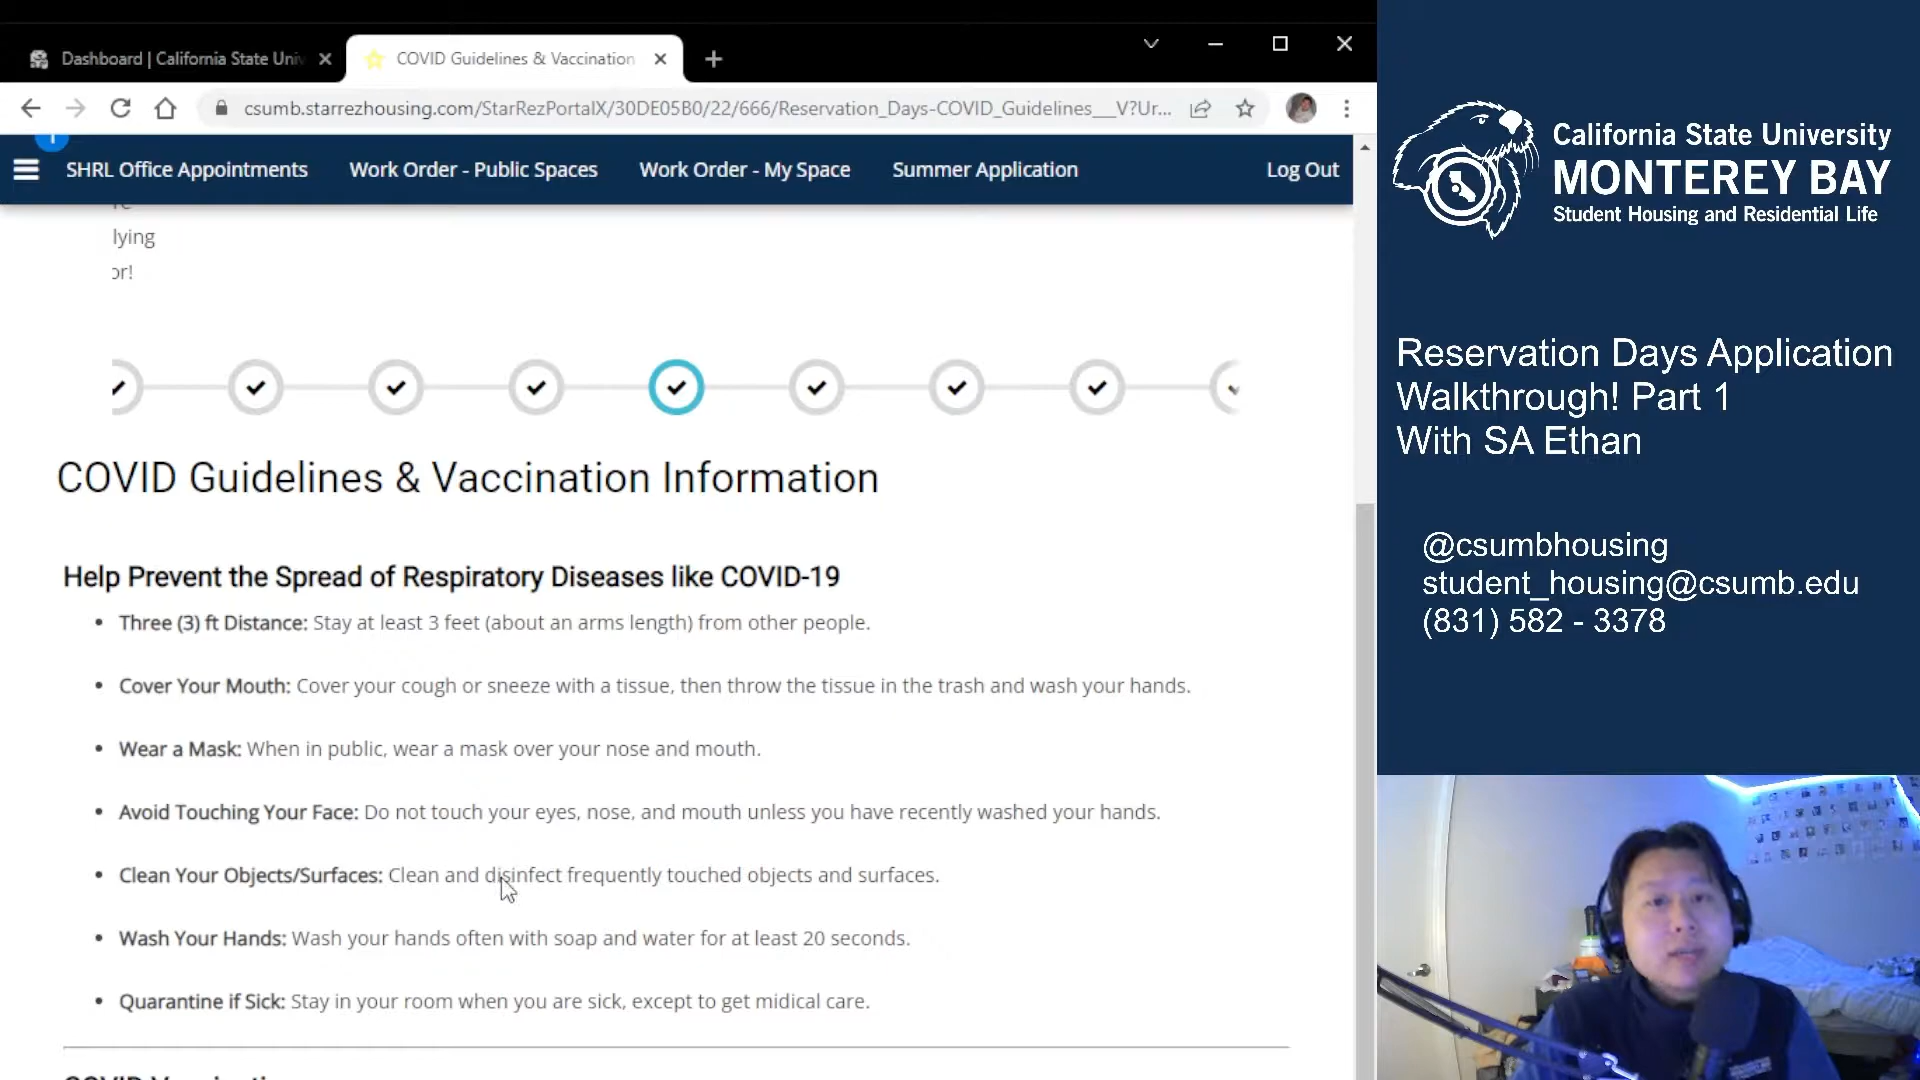 Dashboard | California State Univ
COVID Guidelines & Vaccination
csumb.starrezhousing.com/StarRezPortalX/30DE05B0/22/666/Reservation_Days-COVID_Guidelines___V?Ur...
SHRL Office Appointments
Work Order - Public Spaces
Work Order - My Space
Summer Application
Log Out
lying
or!
COVID Guidelines & Vaccination Information
Help Prevent the Spread of Respiratory Diseases like COVID-19
• Three (3) ft Distance: Stay at least 3 feet (about an arms length) from other people.
• Cover Your Mouth: Cover your cough or sneeze with a tissue, then throw the tissue in the trash and wash your hands.
• Wear a Mask: When in public, wear a mask over your nose and mouth.
• Avoid Touching Your Face: Do not touch your eyes, nose, and mouth unless you have recently washed your hands.
• Clean Your Objects/Surfaces: Clean and disinfect frequently touched objects and surfaces.
• Wash Your Hands: Wash your hands often with soap and water for at least 20 seconds.
• Quarantine if Sick: Stay in your room when you are sick, except to get midical care.
California State University
MONTEREY BAY
Student Housing and Residential Life
Reservation Days Application
Walkthrough! Part 1
With SA Ethan
@csumbhousing
student_housing@csumb.edu
(831) 582 - 3378